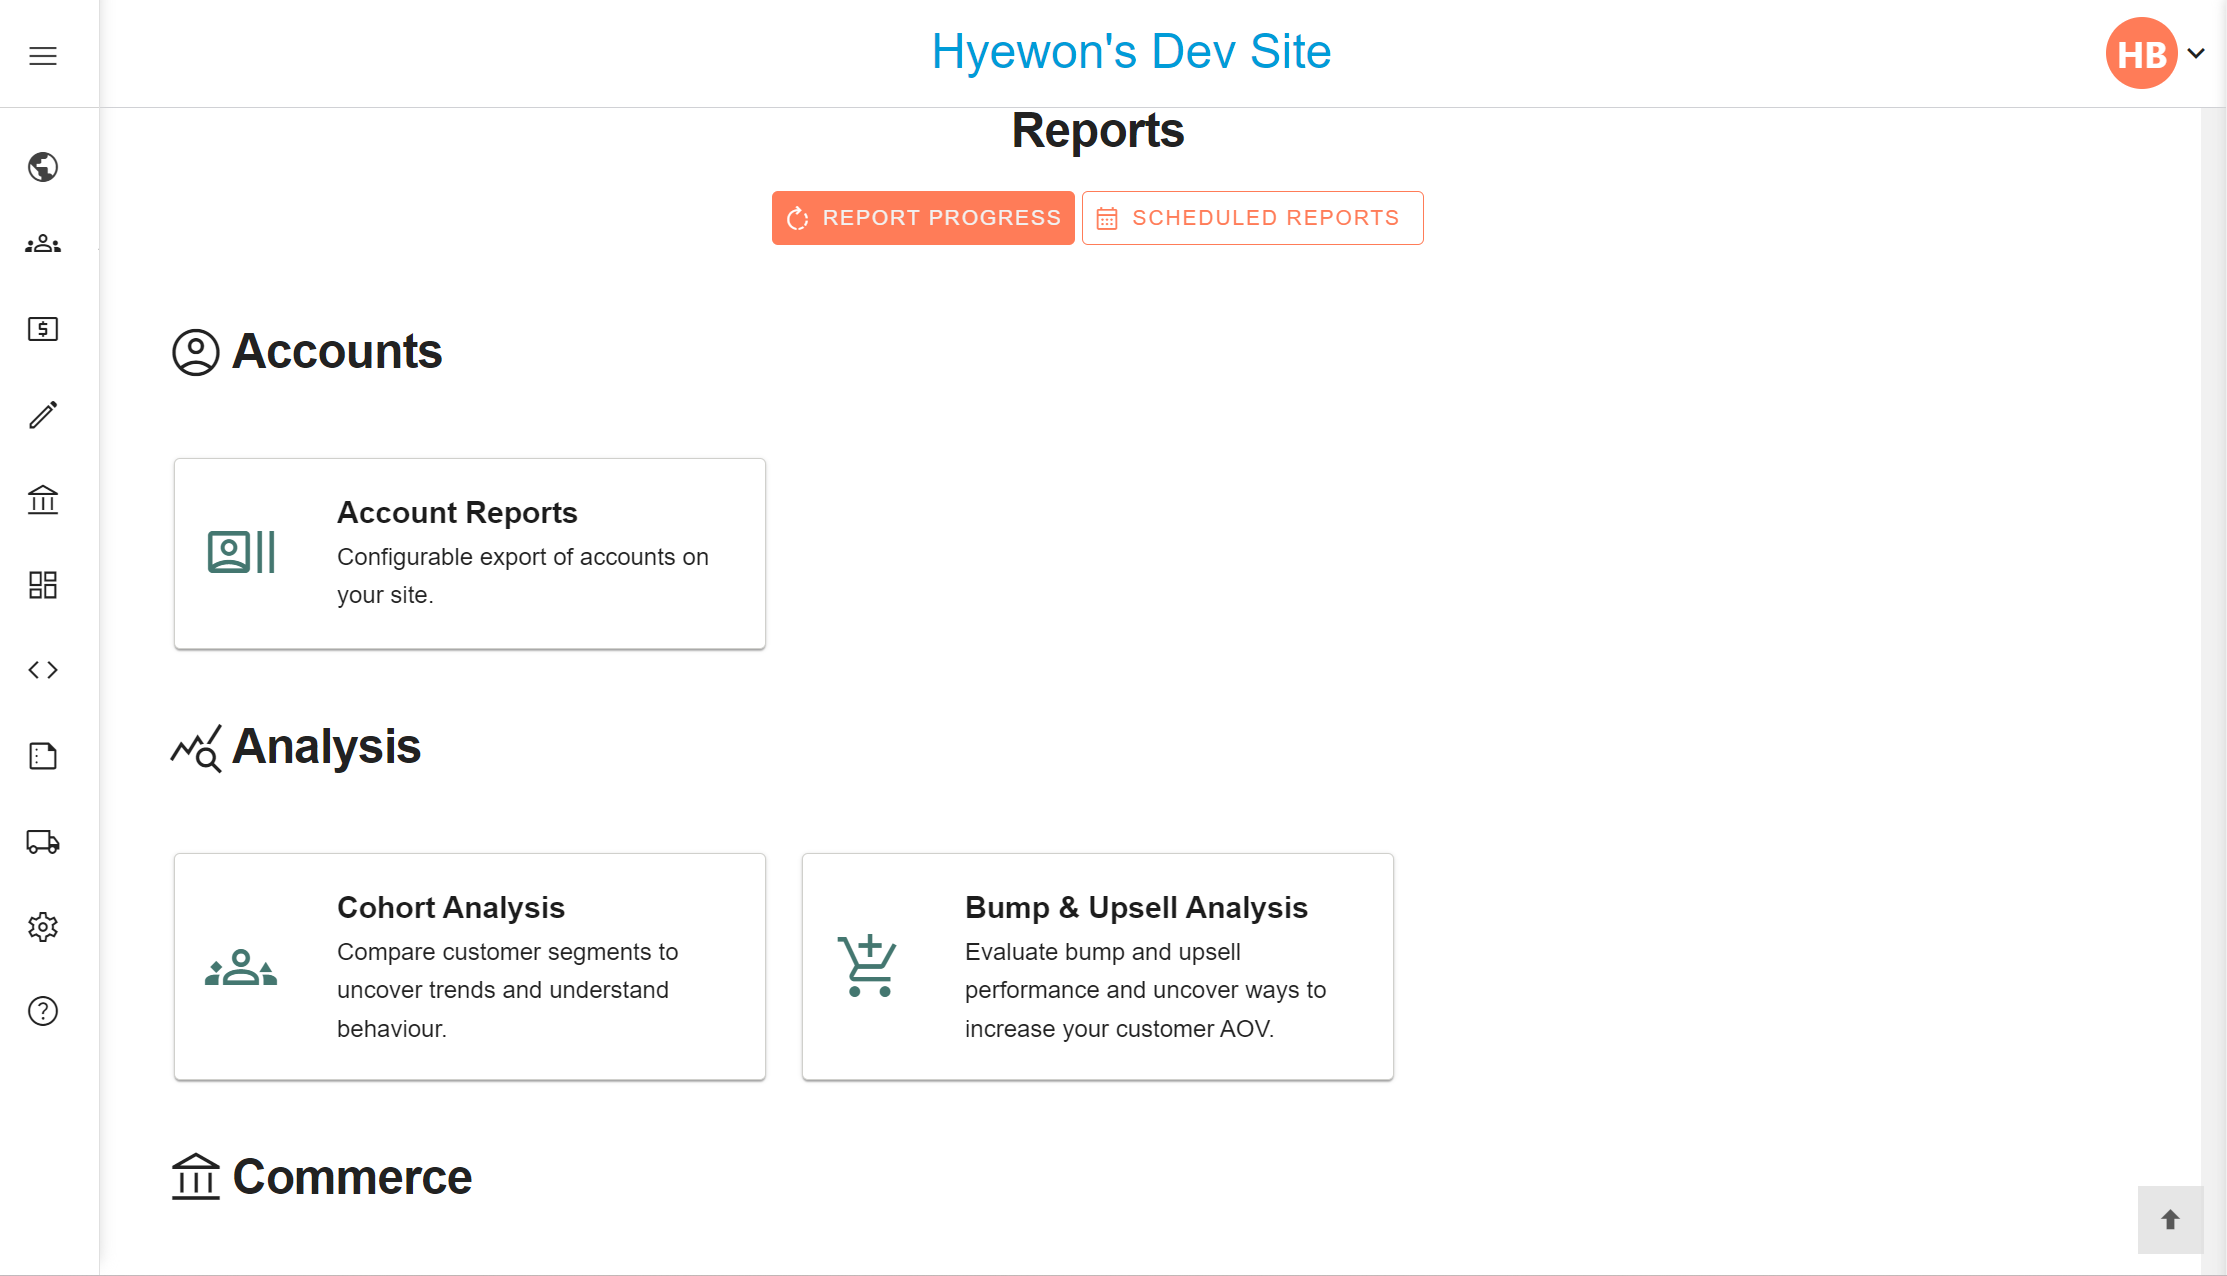 Hyewon's Dev Site
HB
Reports
REPORT PROGRESS
SCHEDULED REPORTS
Accounts
Account Reports
Configurable export of accounts on
your site.
Analysis
Cohort Analysis
Compare customer segments to
uncover trends and understand
behaviour.
Bump & Upsell Analysis
Evaluate bump and upsell
performance and uncover ways to
increase your customer AOV.
Commerce